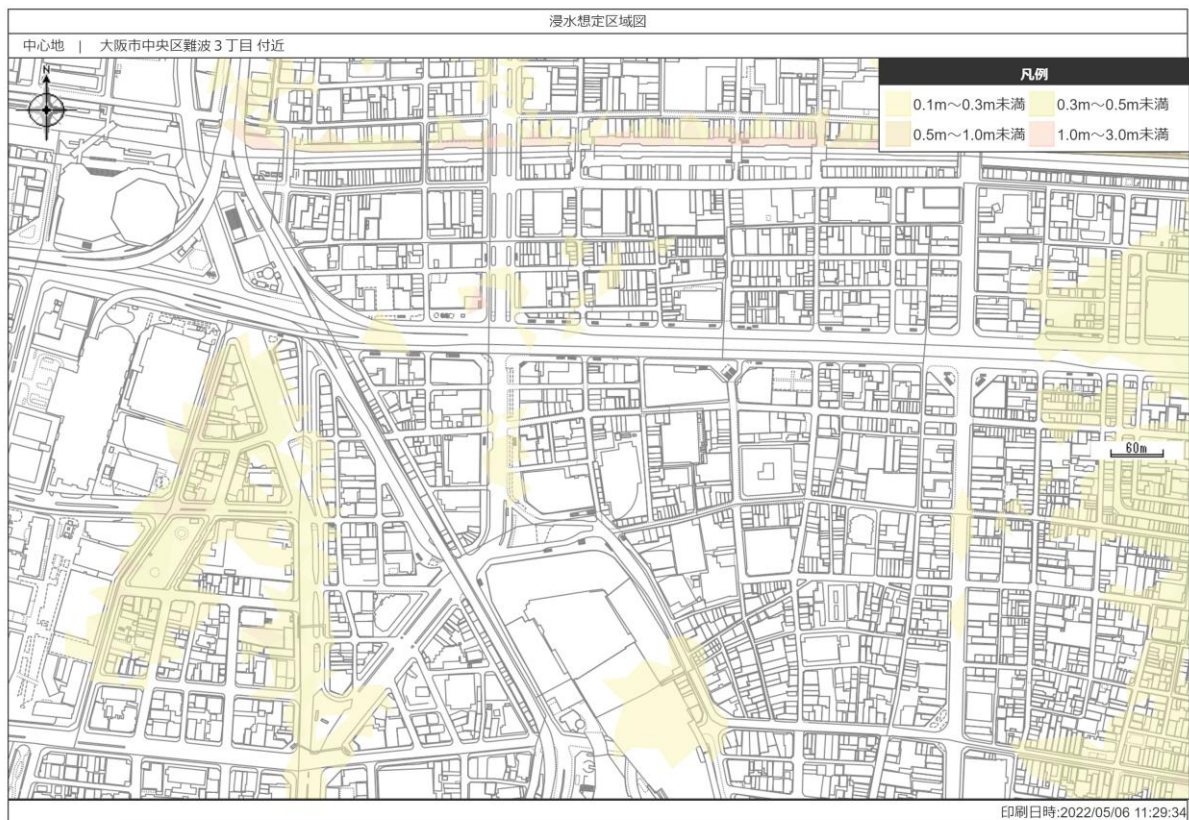 浸水想定区域図
中心地 | 大阪市中央区難波3丁目 付近
N
凡例
0.1m～0.3m未満 0.3m～0.5m未満
0.5m～1.0m未満 1.0m～3.0m未満
60m
印刷日時:2022/05/06 11:29:34